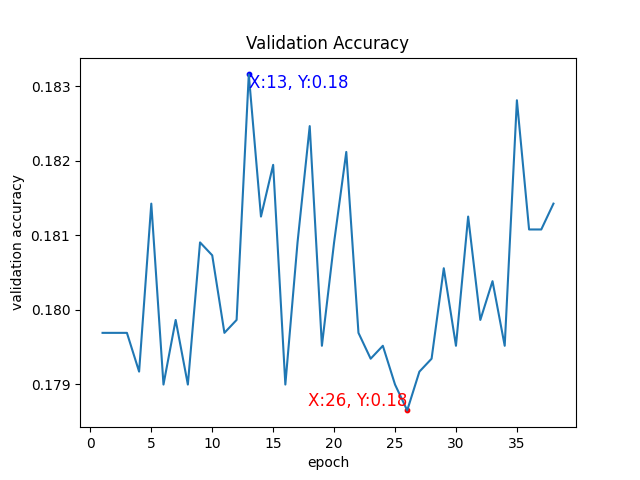 Validation Accuracy
X:13, Y:0.18
X:26, Y:0.18
validation accuracy
0.183
0.182
0.181
0.180
0.179
0 5 10 15 20 25 30 35
epoch